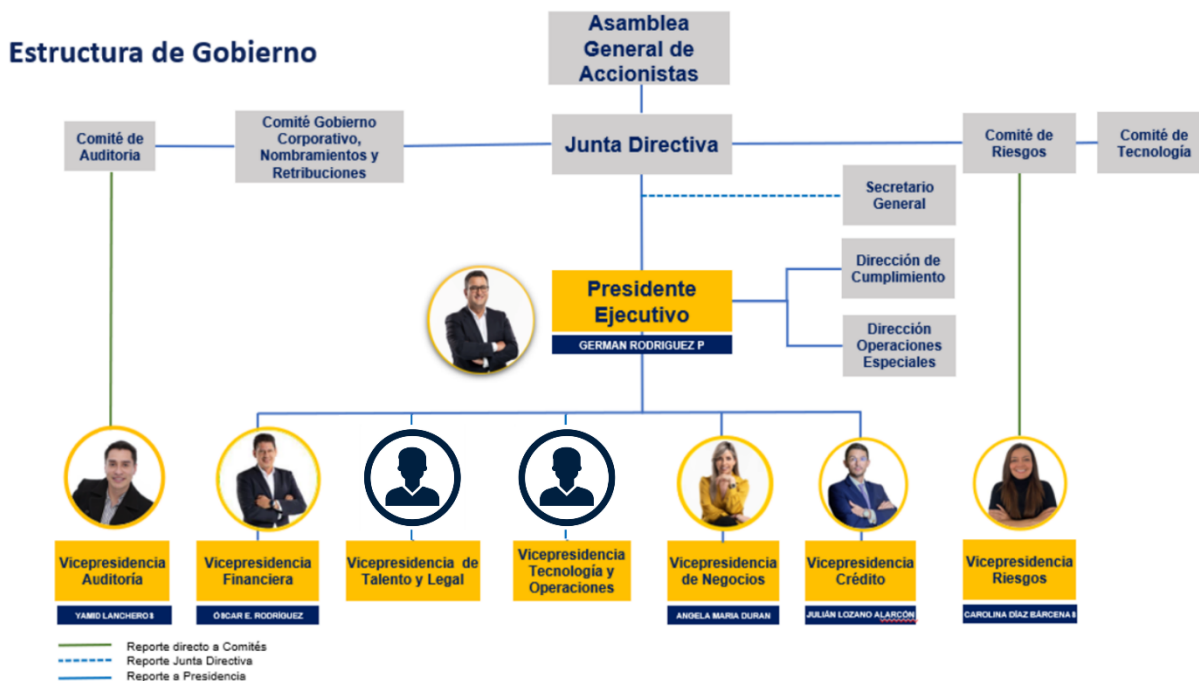 Estructura de Gobierno
Asamblea
General de
Accionistas
Comité de
Auditoria
Comité Gobierno
Corporativo,
Nombramientos y
Retribuciones
Junta Directiva
Comité de
Riesgos
Comité de
Tecnología
Secretario
General
Dirección de
Cumplimiento
Presidente
Ejecutivo
GERMAN RODRIGUEZ P
Dirección
Operaciones
Especiales
Vicepresidencia
Auditoría
YAMID LANCHEROS
Vicepresidencia
Financiera
ÓSCAR E. RODRÍGUEZ
Vicepresidencia de
Talento y Legal
Vicepresidencia
Tecnología y
Operaciones
Vicepresidencia
de Negocios
ANGELA MARIA DURAN
Vicepresidencia
Crédito
JULIÁN LOZANO ALARCÓN
Vicepresidencia
Riesgos
CAROLINA DÍAZ BÁRCENAS
Reporte directo a Comités
Reporte Junta Directiva
Reporte a Presidencia